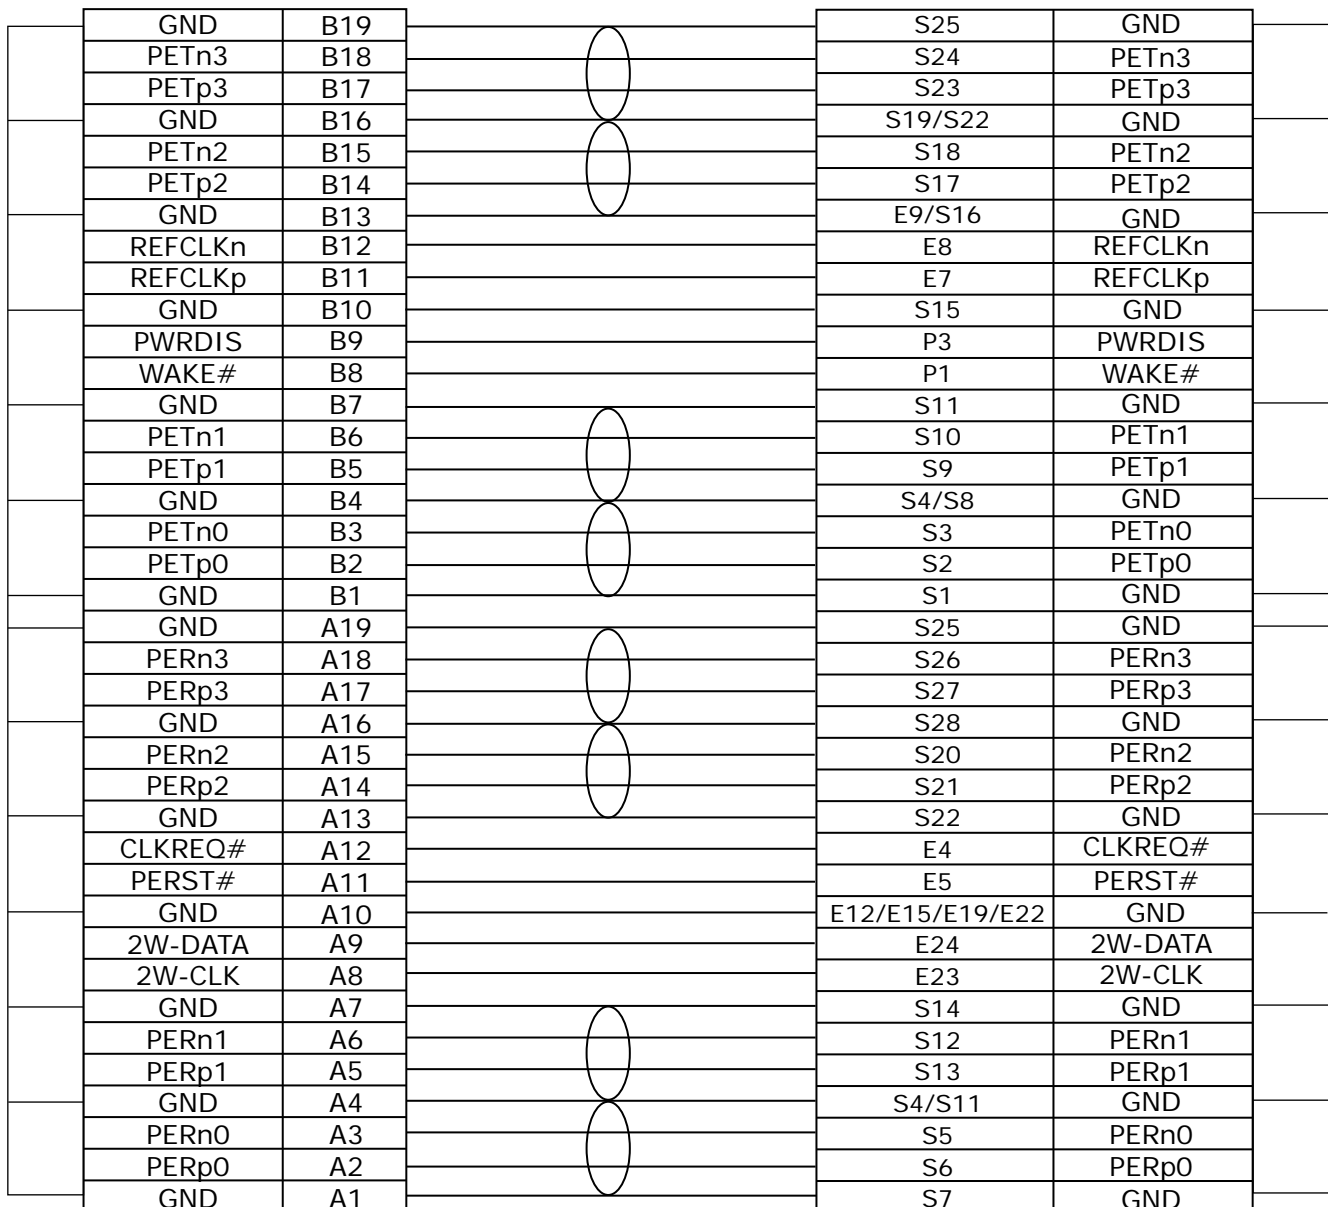 GND B19 S25 GND
PETn3 B18 S24 PETn3
PETp3 B17 S23 PETp3
GND B16 S19/S22 GND
PETn2 B15 S18 PETn2
PETp2 B14 S17 PETp2
GND B13 E9/S16 GND
REFCLKn B12 E8 REFCLKn
REFCLKp B11 E7 REFCLKp
GND B10 S15 GND
PWRDIS B9 P3 PWRDIS
WAKE# B8 P1 WAKE#
GND B7 S11 GND
PETn1 B6 S10 PETn1
PETp1 B5 S9 PETp1
GND B4 S4/S8 GND
PETn0 B3 S3 PETn0
PETp0 B2 S2 PETp0
GND B1 S1 GND
GND A19 S25 GND
PERn3 A18 S26 PERn3
PERp3 A17 S27 PERp3
GND A16 S28 GND
PERn2 A15 S20 PERn2
PERp2 A14 S21 PERp2
GND A13 S22 GND
CLKREQ# A12 E4 CLKREQ#
PERST# A11 E5 PERST#
GND A10 E12/E15/E19/E22 GND
2W-DATA A9 E24 2W-DATA
2W-CLK A8 E23 2W-CLK
GND A7 S14 GND
PERn1 A6 S12 PERn1
PERp1 A5 S13 PERp1
GND A4 S4/S11 GND
PERn0 A3 S5 PERn0
PERp0 A2 S6 PERp0
GND A1 S7 GND